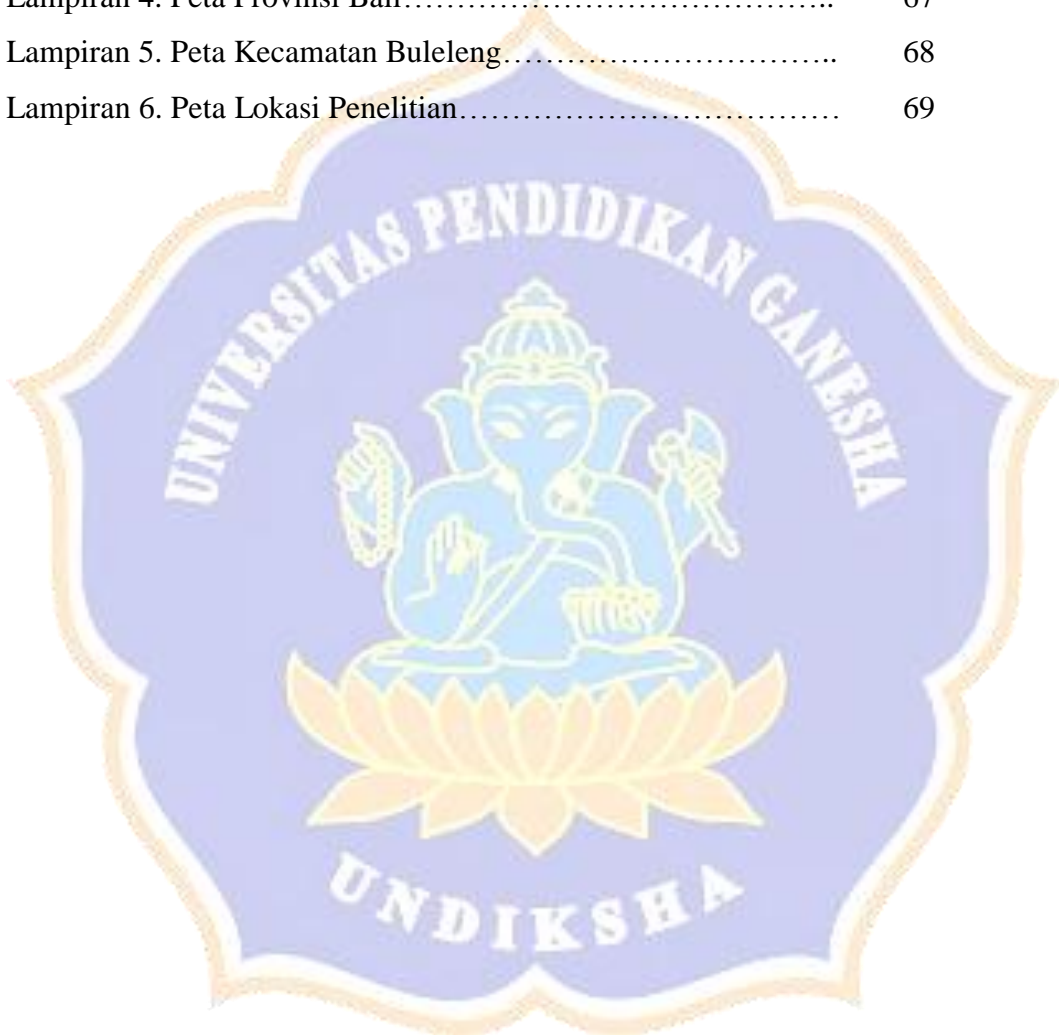 Lampiran 4. Peta Provinsi Bali………………………………….. 67
Lampiran 5. Peta Kecamatan Buleleng………………………….. 68
Lampiran 6. Peta Lokasi Penelitian……………………………… 69
UNIVERSITAS PENDIDIKAN GANESHA
UNDIKSHA